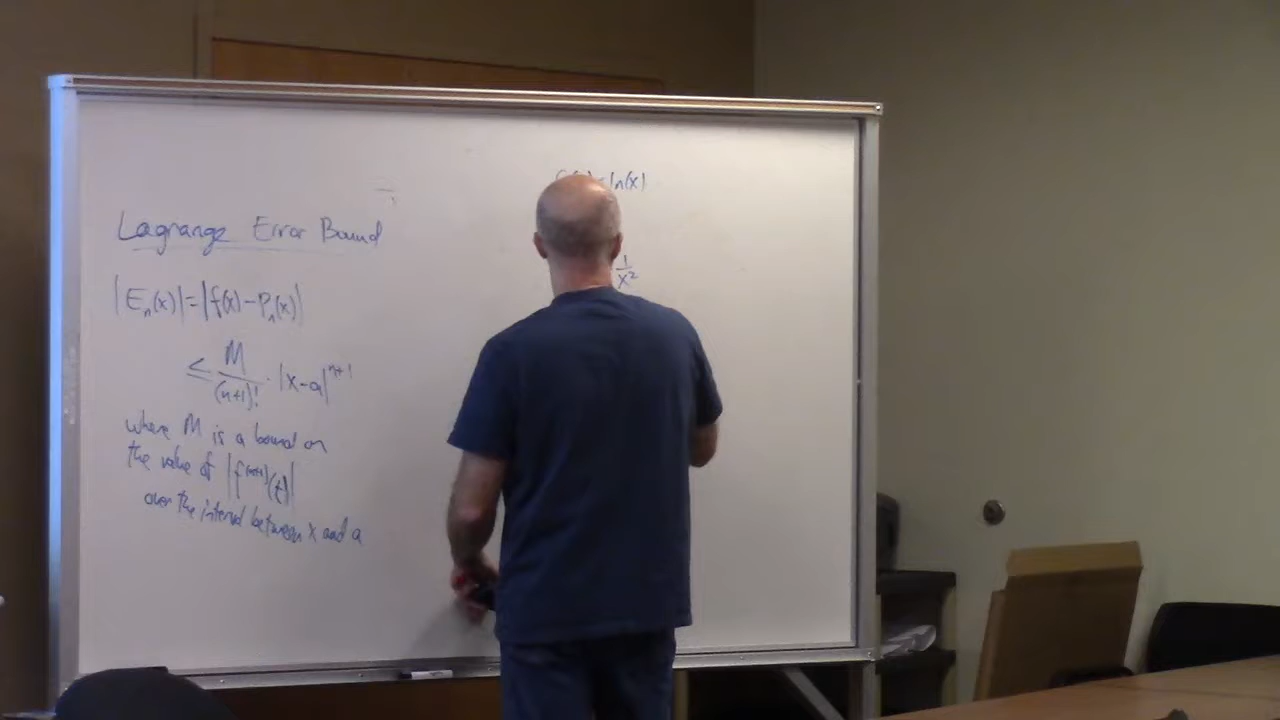 Lagrange Error Bound
|Eₙ(x)| = |f(x) − Pₙ(x)|
≤ M/(n+1)! · |x−a|ⁿ⁺¹
where M is a bound on
the value of |f⁽ⁿ⁺¹⁾(t)|
over the interval between x and a
ln(x)
1/x²